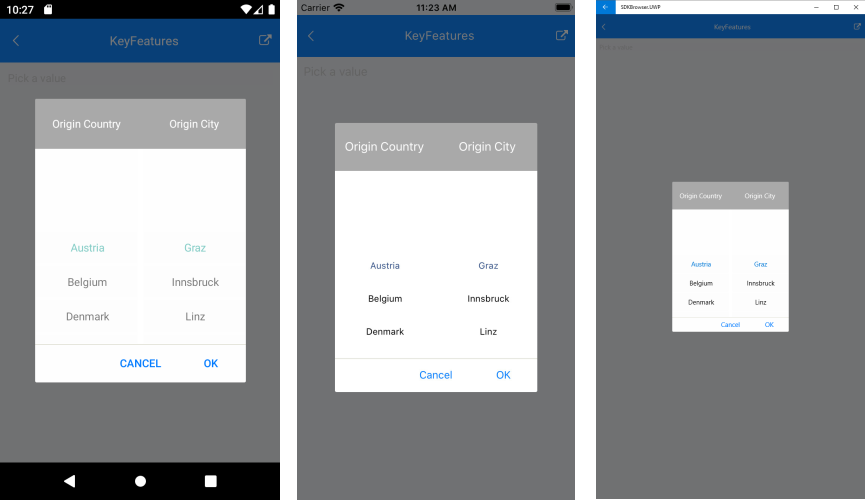 10:27
KeyFeatures
Pick a value
Origin Country Origin City
Austria Graz
Belgium Innsbruck
Denmark Linz
CANCEL OK
Carrier 11:23 AM
KeyFeatures
Pick a value
Origin Country Origin City
Austria Graz
Belgium Innsbruck
Denmark Linz
Cancel OK
SDKBrowser.UWP
KeyFeatures
Pick a value
Origin Country Origin City
Austria Graz
Belgium Innsbruck
Denmark Linz
Cancel OK